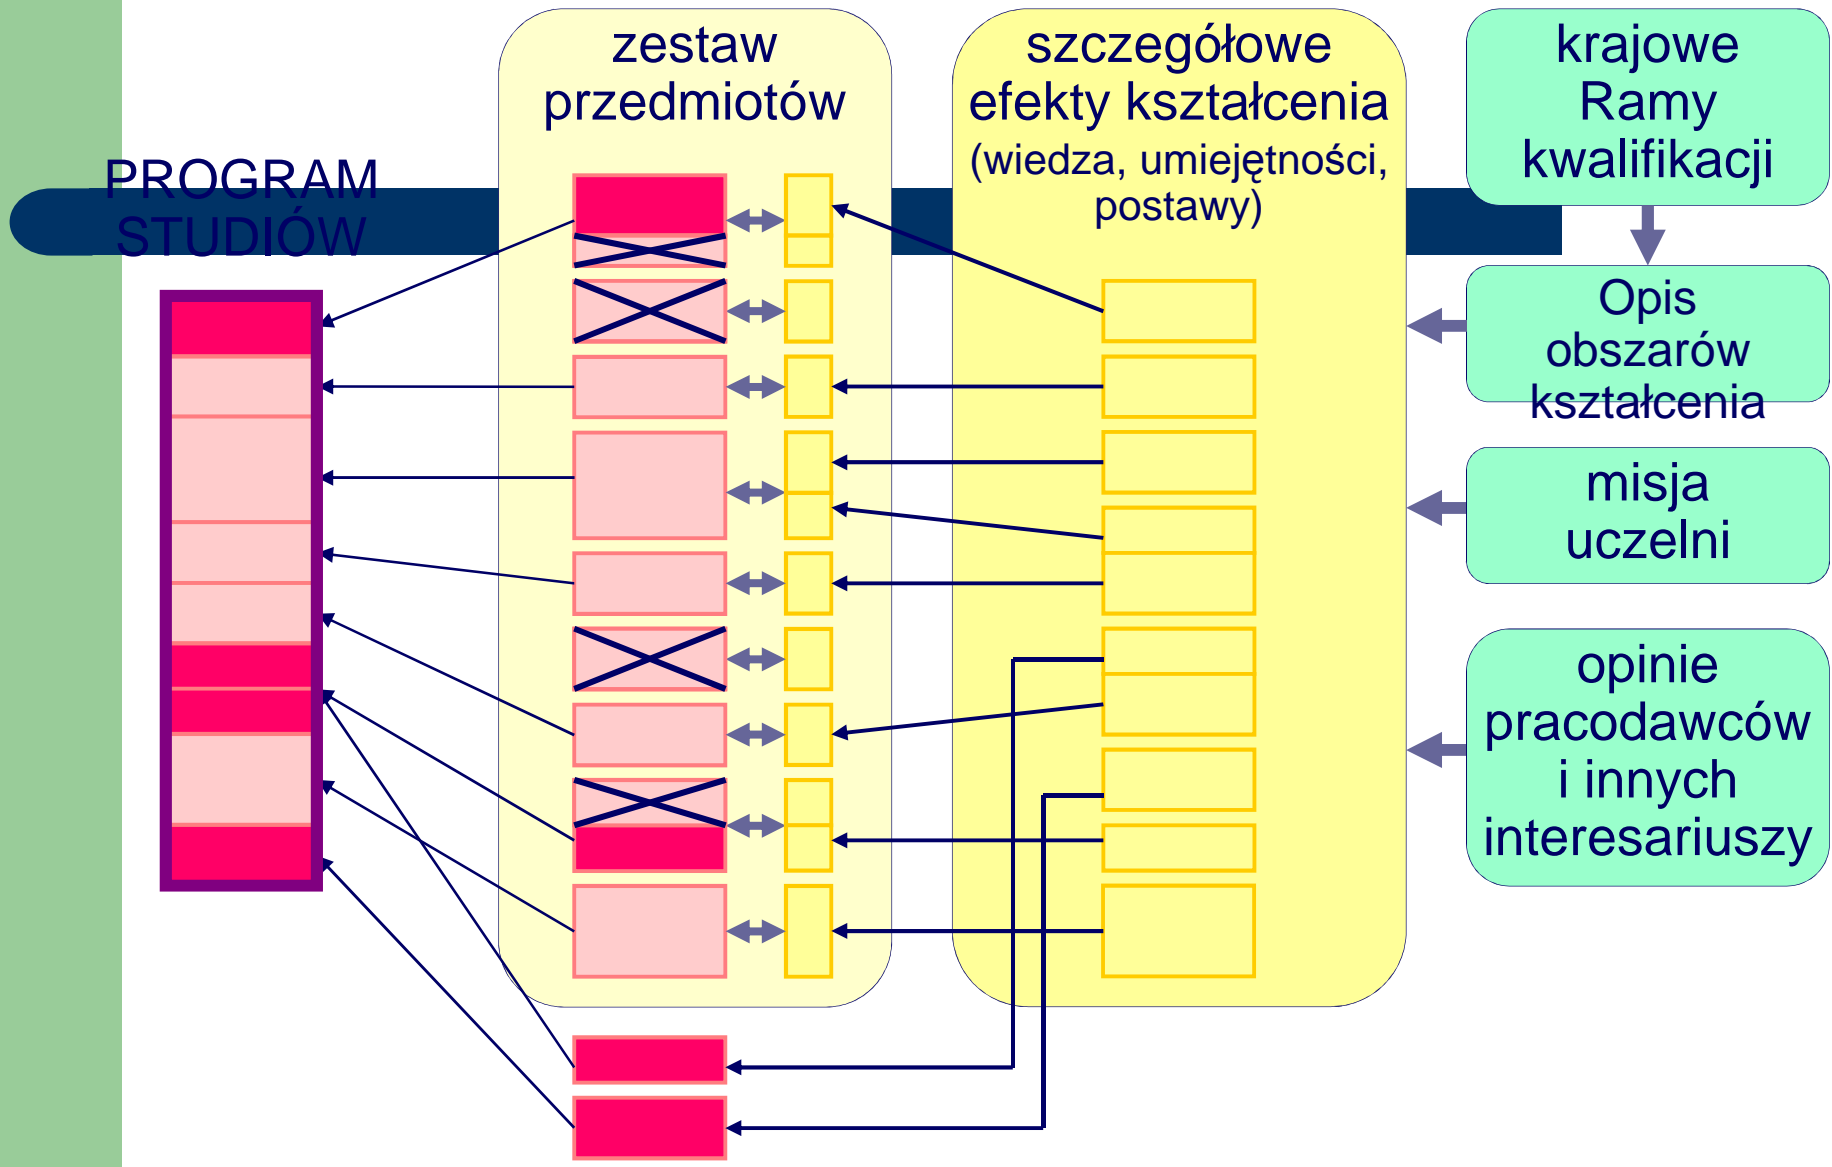 PROGRAM
STUDIÓW
zestaw
przedmiotów
szczegółowe
efekty kształcenia
(wiedza, umiejętności,
postawy)
krajowe
Ramy
kwalifikacji
Opis
obszarów
kształcenia
misja
uczelni
opinie
pracodawców
i innych
interesariuszy